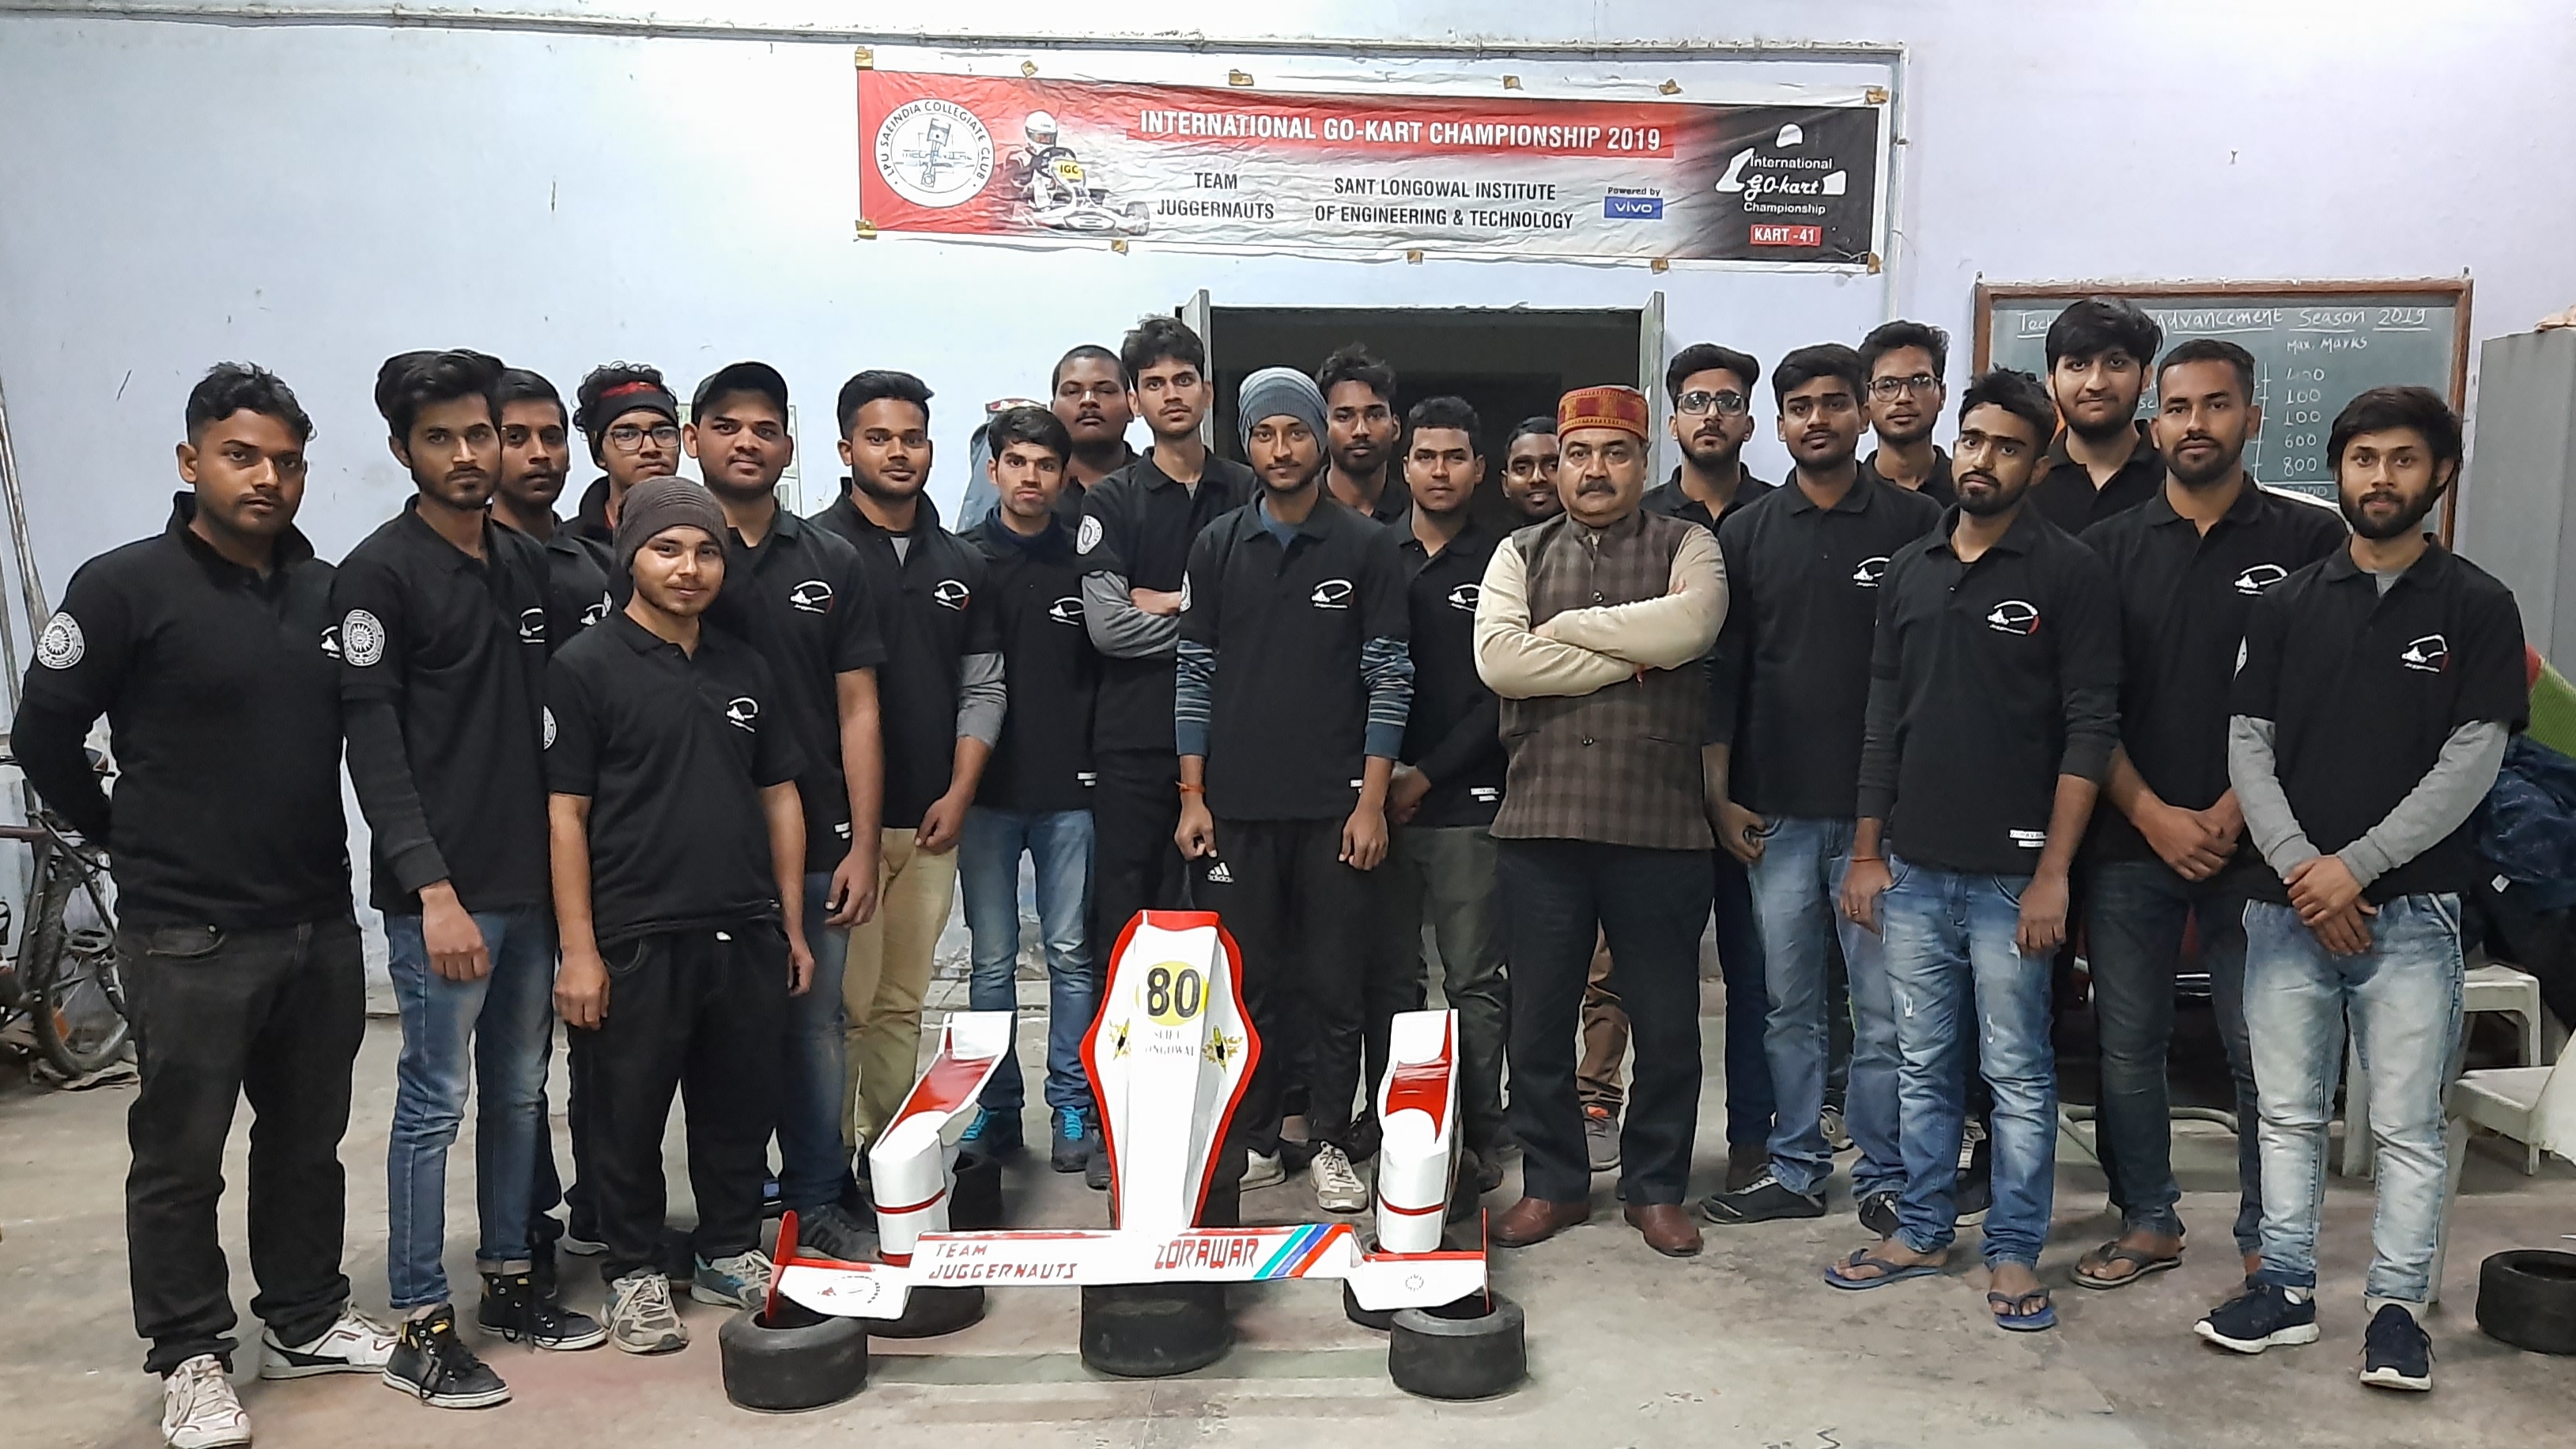 LPU SAEINDIA COLLEGIATE CLUB
INTERNATIONAL GO-KART CHAMPIONSHIP 2019
IGC
TEAM
JUGGERNAUTS
SANT LONGOWAL INSTITUTE
OF ENGINEERING & TECHNOLOGY
Powered by
vivo
International
GO-kart
Championship
KART - 41
Advancement Season 2019
Max. Marks
100
100
600
800
adidas
80
LONGOWAL
TEAM
JUGGERNAUTS
ZORAWAR